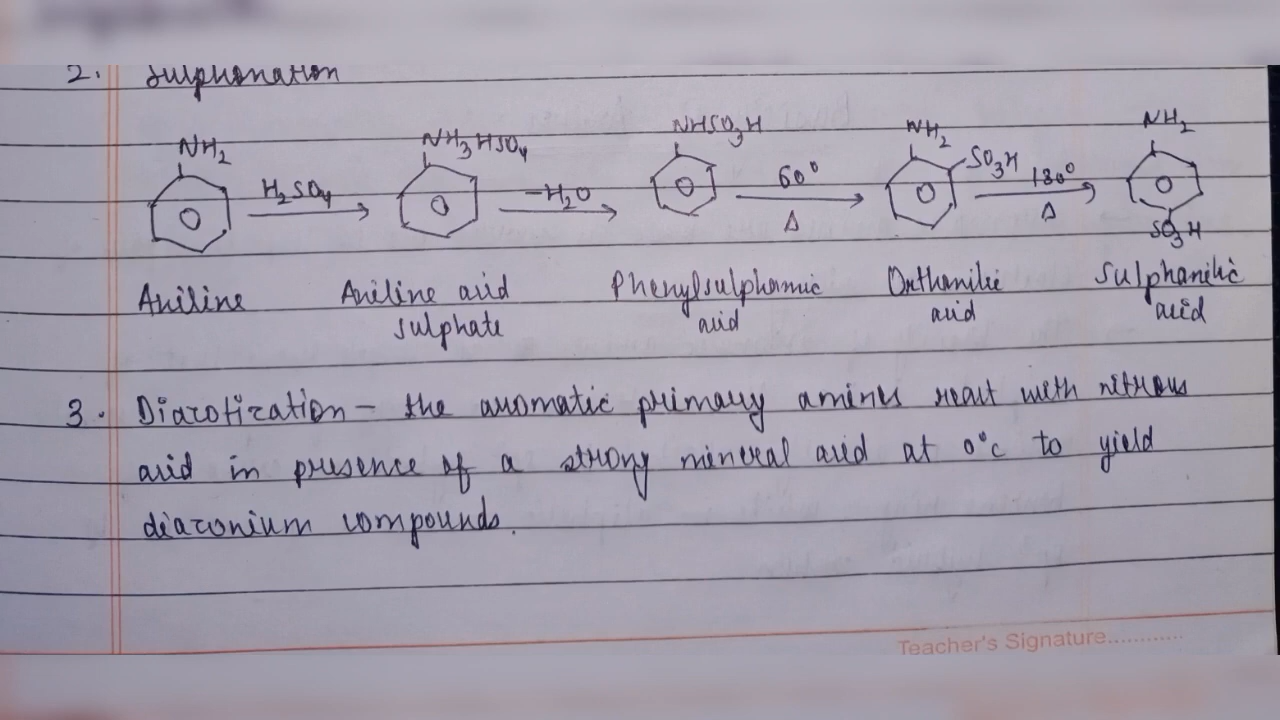 2. Sulphonation
NH2 NH3HSO4 NHSO3H NH2 NH2
H2SO4 -H2O 60° SO3H 180°
Δ Δ
SO3H
Aniline Aniline acid Phenylsulphamic Orthanilic Sulphanilic
sulphate acid acid acid
3. Diazotization - the aromatic primary amines react with nitrous
acid in presence of a strong mineral acid at 0°c to yield
diazonium compounds.
Teacher's Signature............